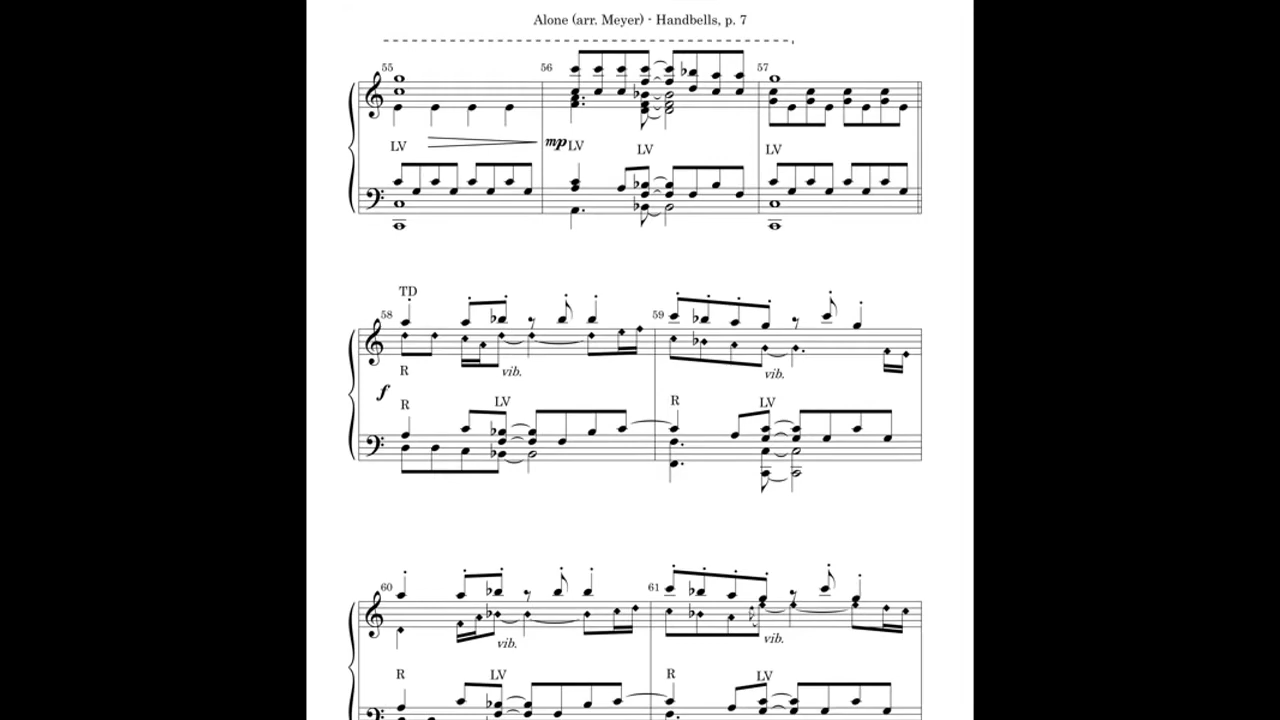 Alone (arr. Meyer) - Handbells, p. 7
55 56 57
LV mp LV LV LV
TD
58 59
R vib. vib.
f
R LV R LV
60 61
vib. vib.
R LV R LV